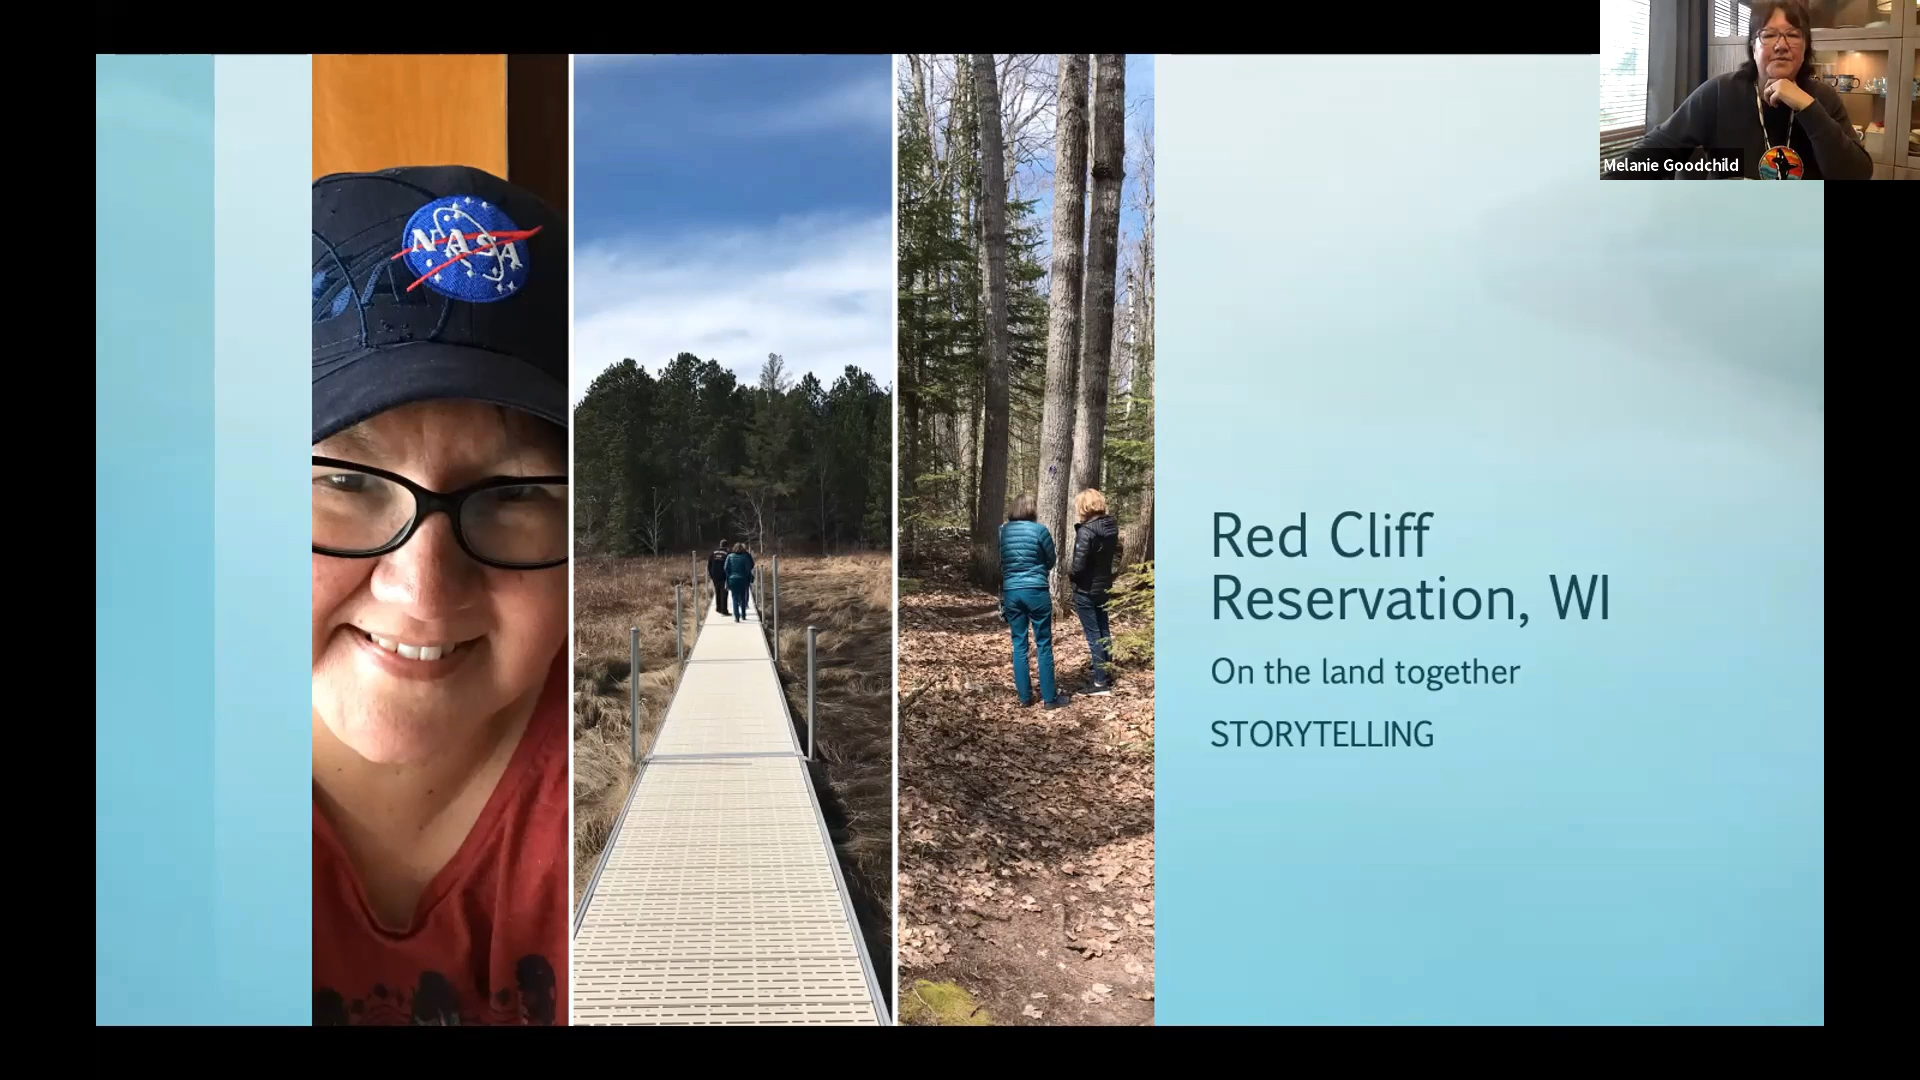 Melanie Goodchild
NASA
Red Cliff
Reservation, WI
On the land together
STORYTELLING